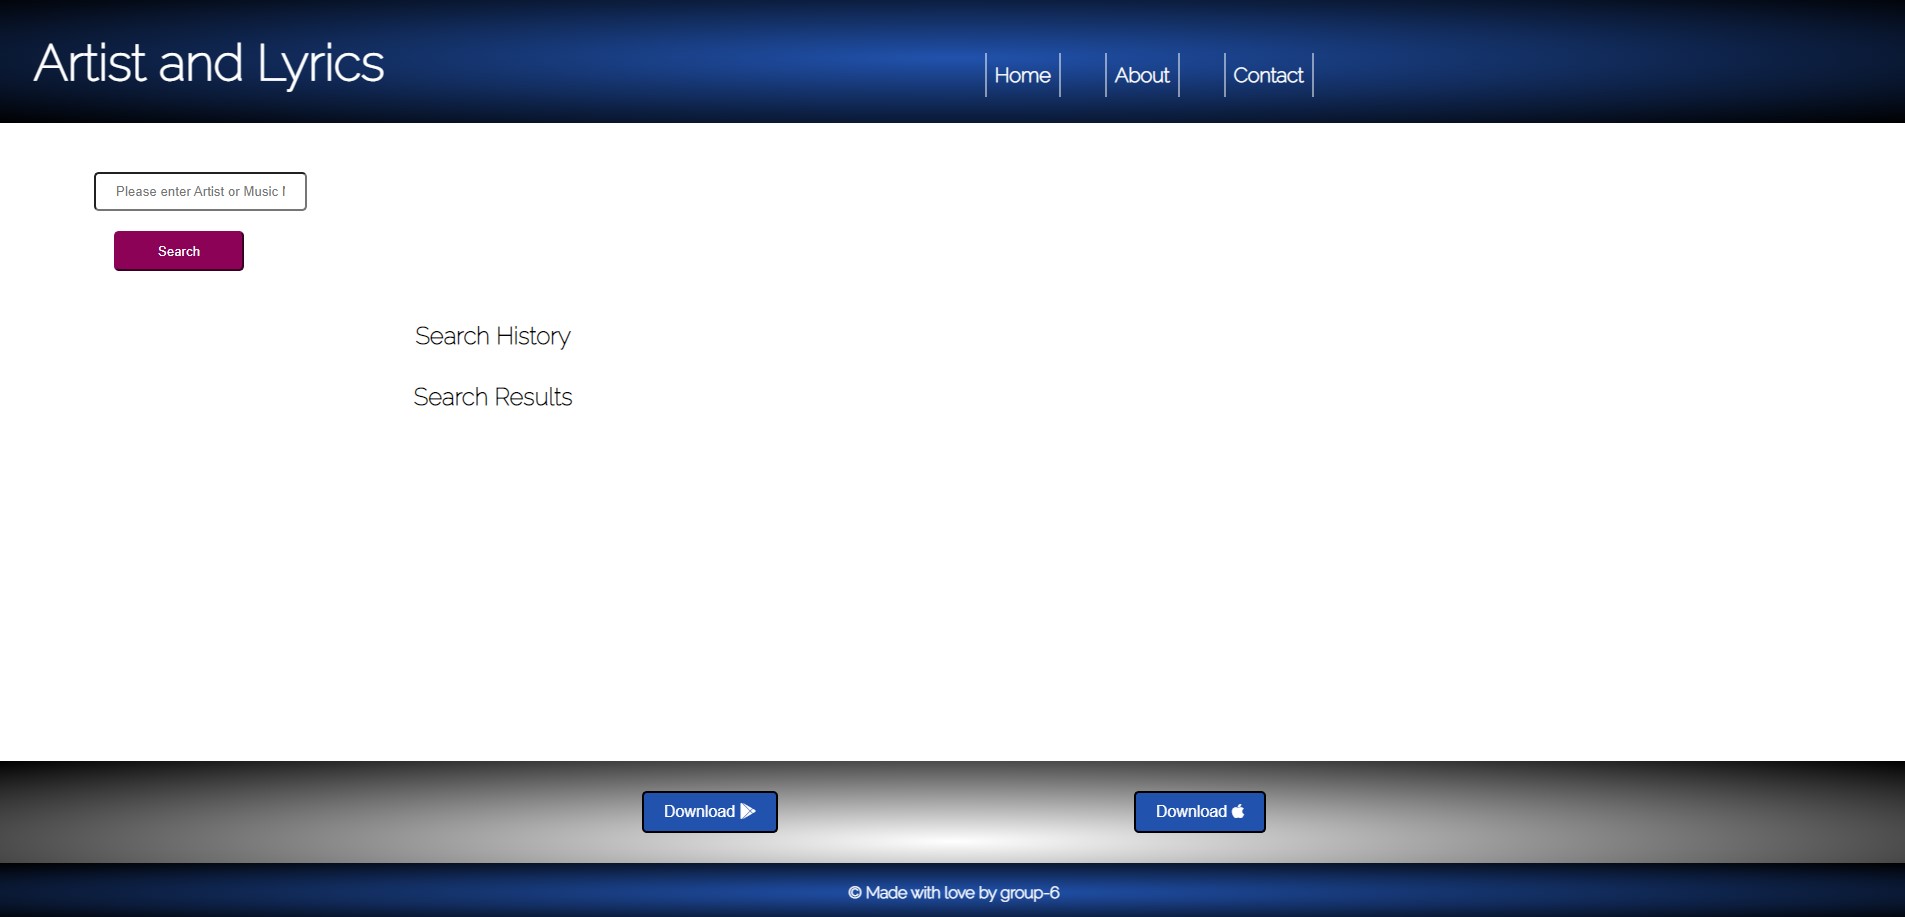 Artist and Lyrics
Home
About
Contact
Please enter Artist or Music
Search
Search History
Search Results
Download
Download
© Made with love by group-6